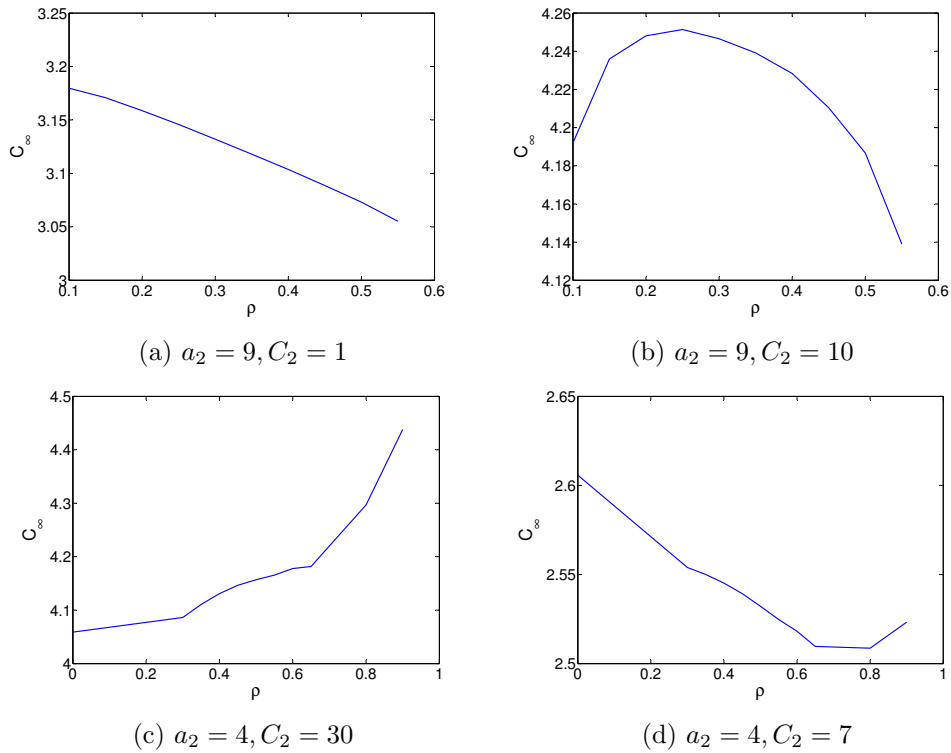 3.25
3.2
3.15
3.1
3.05
3
C∞
0.1 0.2 0.3 0.4 0.5 0.6
ρ
(a) a₂ = 9, C₂ = 1
4.26
4.24
4.22
4.2
4.18
4.16
4.14
4.12
C∞
0.1 0.2 0.3 0.4 0.5 0.6
ρ
(b) a₂ = 9, C₂ = 10
4.5
4.4
4.3
4.2
4.1
4
C∞
0 0.2 0.4 0.6 0.8 1
ρ
(c) a₂ = 4, C₂ = 30
2.65
2.6
2.55
2.5
C∞
0 0.2 0.4 0.6 0.8 1
ρ
(d) a₂ = 4, C₂ = 7